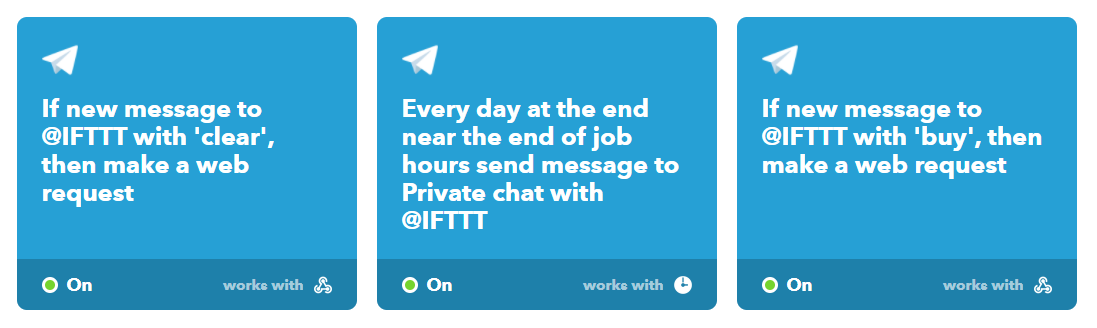 If new message to
@IFTTT with 'clear',
then make a web
request
On
works with
Every day at the end
near the end of job
hours send message to
Private chat with
@IFTTT
On
works with
If new message to
@IFTTT with 'buy', then
make a web request
On
works with